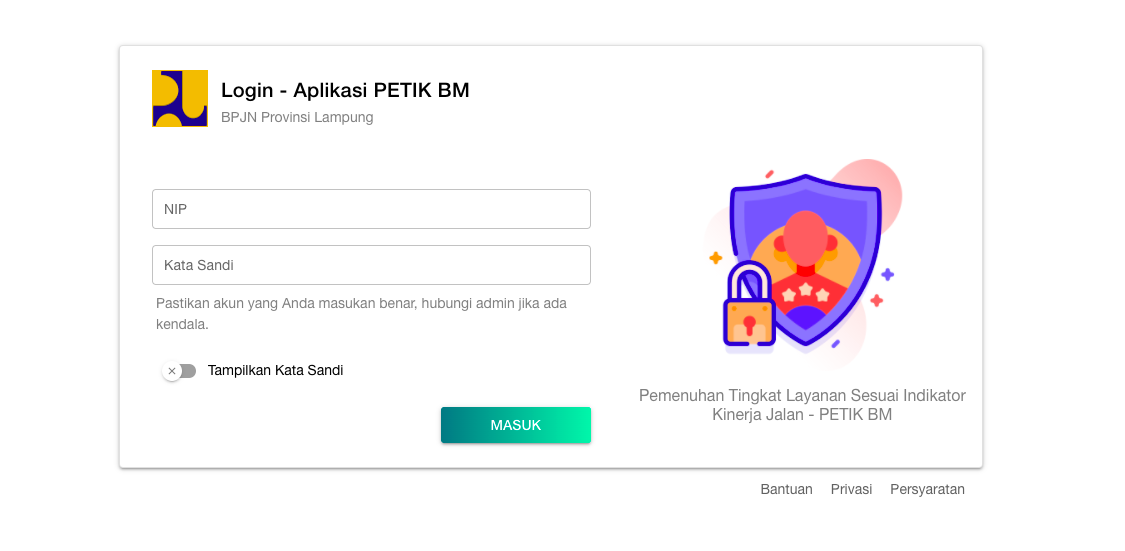 Login - Aplikasi PETIK BM
BPJN Provinsi Lampung
NIP
Kata Sandi
Pastikan akun yang Anda masukan benar, hubungi admin jika ada
kendala.
Tampilkan Kata Sandi
MASUK
Pemenuhan Tingkat Layanan Sesuai Indikator
Kinerja Jalan - PETIK BM
Bantuan Privasi Persyaratan